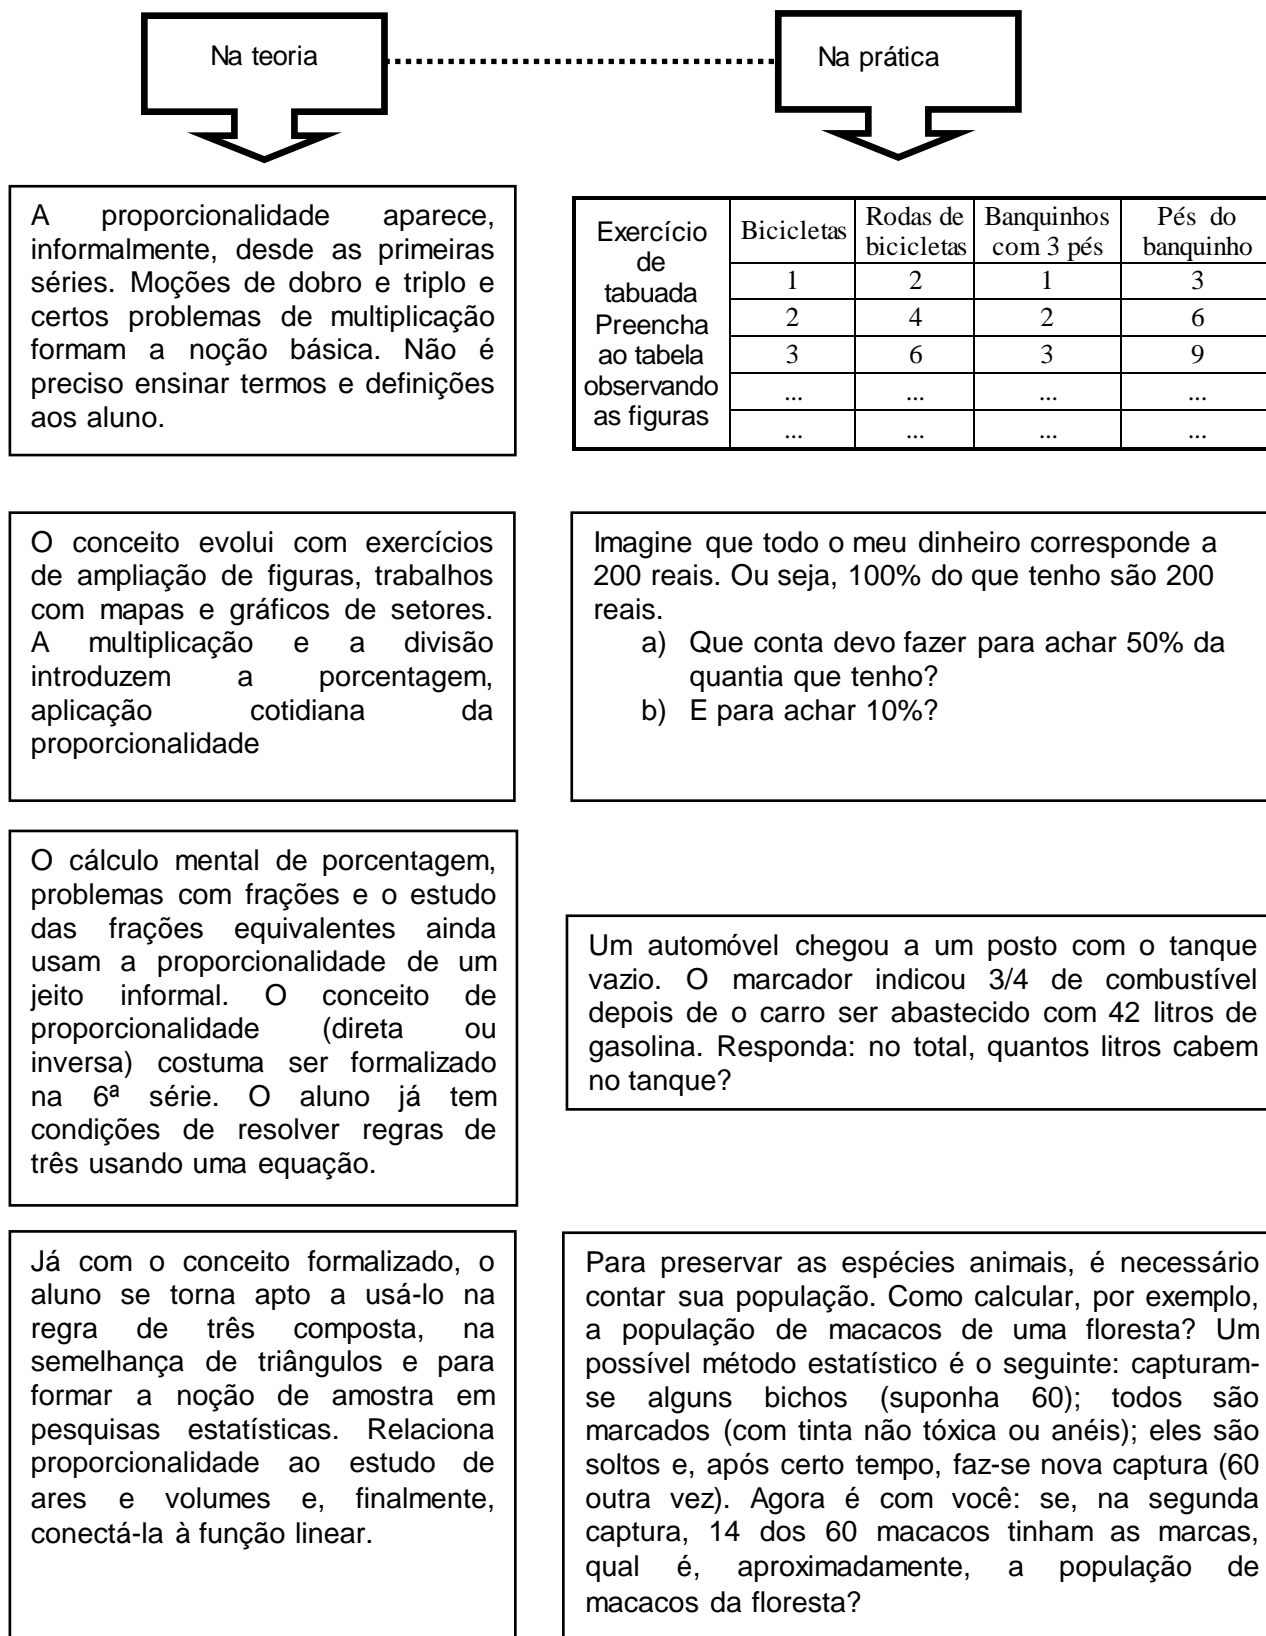 Na teoria
Na prática
A proporcionalidade aparece,
informalmente, desde as primeiras
séries. Moções de dobro e triplo e
certos problemas de multiplicação
formam a noção básica. Não é
preciso ensinar termos e definições
aos aluno.
Exercício
de
tabuada
Preencha
ao tabela
observando
as figuras
Bicicletas Rodas de bicicletas Banquinhos com 3 pés Pés do banquinho
1 2 1 3
2 4 2 6
3 6 3 9
... ... ... ...
... ... ... ...
O conceito evolui com exercícios
de ampliação de figuras, trabalhos
com mapas e gráficos de setores.
A multiplicação e a divisão
introduzem a porcentagem,
aplicação cotidiana da
proporcionalidade
Imagine que todo o meu dinheiro corresponde a
200 reais. Ou seja, 100% do que tenho são 200
reais.
a) Que conta devo fazer para achar 50% da
quantia que tenho?
b) E para achar 10%?
O cálculo mental de porcentagem,
problemas com frações e o estudo
das frações equivalentes ainda
usam a proporcionalidade de um
jeito informal. O conceito de
proporcionalidade (direta ou
inversa) costuma ser formalizado
na 6ª série. O aluno já tem
condições de resolver regras de
três usando uma equação.
Um automóvel chegou a um posto com o tanque
vazio. O marcador indicou 3/4 de combustível
depois de o carro ser abastecido com 42 litros de
gasolina. Responda: no total, quantos litros cabem
no tanque?
Já com o conceito formalizado, o
aluno se torna apto a usá-lo na
regra de três composta, na
semelhança de triângulos e para
formar a noção de amostra em
pesquisas estatísticas. Relaciona
proporcionalidade ao estudo de
ares e volumes e, finalmente,
conectá-la à função linear.
Para preservar as espécies animais, é necessário
contar sua população. Como calcular, por exemplo,
a população de macacos de uma floresta? Um
possível método estatístico é o seguinte: capturam-
se alguns bichos (suponha 60); todos são
marcados (com tinta não tóxica ou anéis); eles são
soltos e, após certo tempo, faz-se nova captura (60
outra vez). Agora é com você: se, na segunda
captura, 14 dos 60 macacos tinham as marcas,
qual é, aproximadamente, a população de
macacos da floresta?